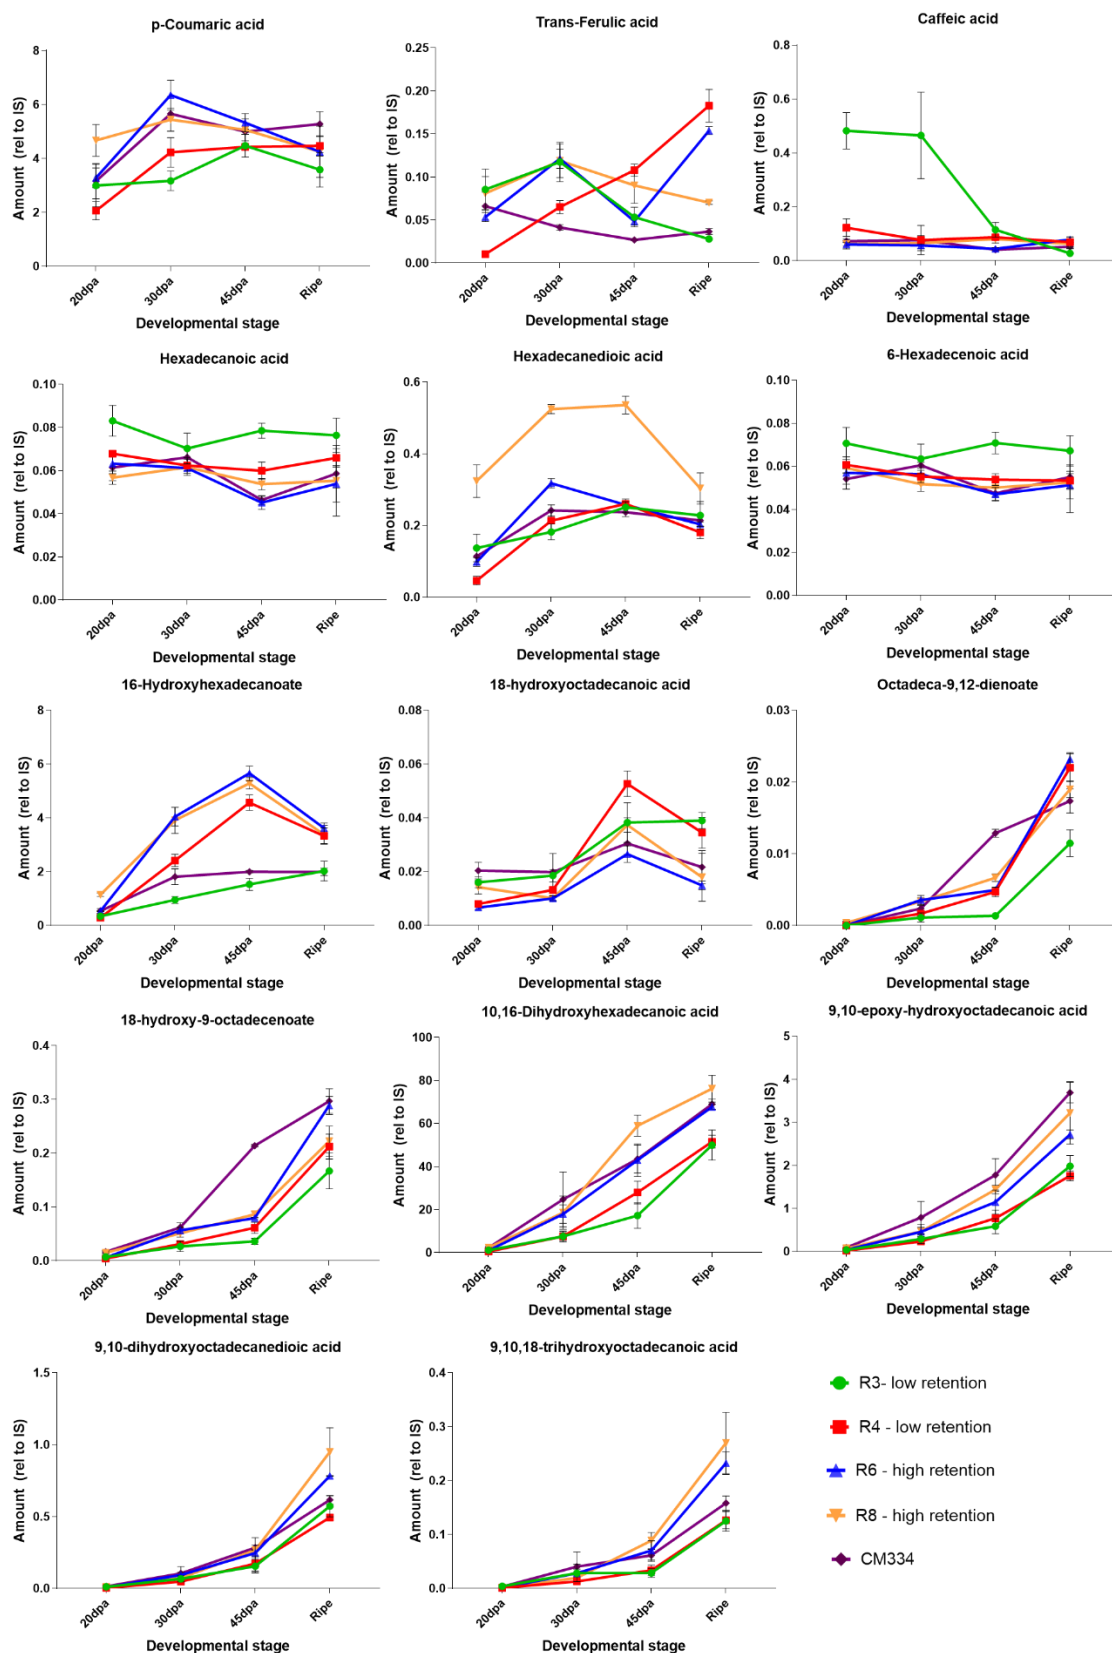 p-Coumaric acid
Amount (rel to IS)
8
6
4
2
0
20dpa
30dpa
45dpa
Ripe
Developmental stage
Trans-Ferulic acid
Amount (rel to IS)
0.25
0.20
0.15
0.10
0.05
0.00
20dpa
30dpa
45dpa
Ripe
Developmental stage
Caffeic acid
Amount (rel to IS)
0.8
0.6
0.4
0.2
0.0
20dpa
30dpa
45dpa
Ripe
Developmental stage
Hexadecanoic acid
Amount (rel to IS)
0.10
0.08
0.06
0.04
0.02
0.00
20dpa
30dpa
45dpa
Ripe
Developmental stage
Hexadecanedioic acid
Amount (rel to IS)
0.6
0.4
0.2
0.0
20dpa
30dpa
45dpa
Ripe
Developmental stage
6-Hexadecenoic acid
Amount (rel to IS)
0.10
0.08
0.06
0.04
0.02
0.00
20dpa
30dpa
45dpa
Ripe
Developmental stage
16-Hydroxyhexadecanoate
Amount (rel to IS)
8
6
4
2
0
20dpa
30dpa
45dpa
Ripe
Developmental stage
18-hydroxyoctadecanoic acid
Amount (rel to IS)
0.08
0.06
0.04
0.02
0.00
20dpa
30dpa
45dpa
Ripe
Developmental stage
Octadeca-9,12-dienoate
Amount (rel to IS)
0.03
0.02
0.01
0.00
20dpa
30dpa
45dpa
Ripe
Developmental stage
18-hydroxy-9-octadecenoate
Amount (rel to IS)
0.4
0.3
0.2
0.1
0.0
20dpa
30dpa
45dpa
Ripe
Developmental stage
10,16-Dihydroxyhexadecanoic acid
Amount (rel to IS)
100
80
60
40
20
0
20dpa
30dpa
45dpa
Ripe
Developmental stage
9,10-epoxy-hydroxyoctadecanoic acid
Amount (rel to IS)
5
4
3
2
1
0
20dpa
30dpa
45dpa
Ripe
Developmental stage
9,10-dihydroxyoctadecanedioic acid
Amount (rel to IS)
1.5
1.0
0.5
0.0
20dpa
30dpa
45dpa
Ripe
Developmental stage
9,10,18-trihydroxyoctadecanoic acid
Amount (rel to IS)
0.4
0.3
0.2
0.1
0.0
20dpa
30dpa
45dpa
Ripe
Developmental stage
R3- low retention
R4 - low retention
R6 - high retention
R8 - high retention
CM334